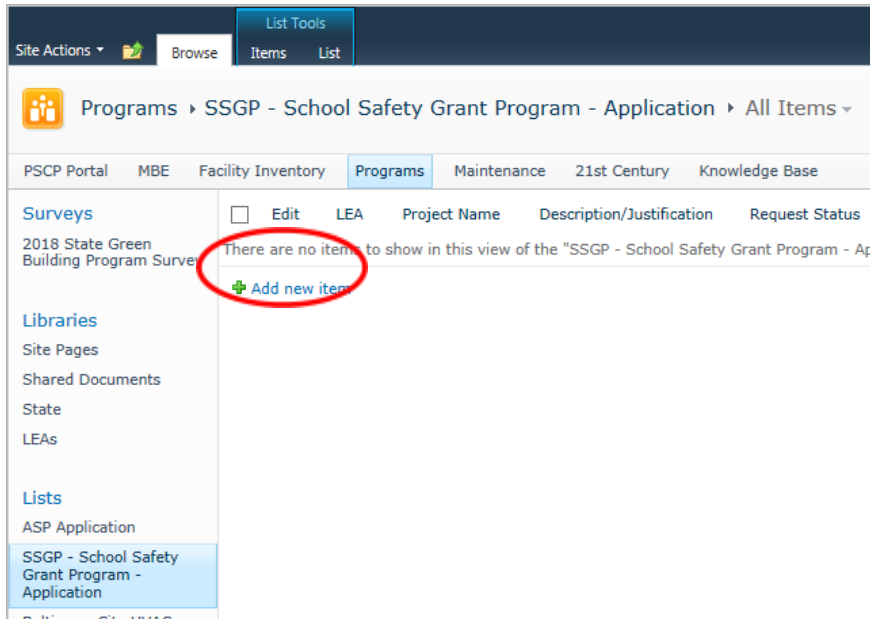 List Tools
Site Actions Browse Items List
Programs SSGP - School Safety Grant Program - Application All Items
PSCP Portal MBE Facility Inventory Programs Maintenance 21st Century Knowledge Base
Surveys
2018 State Green
Building Program Survey
Libraries
Site Pages
Shared Documents
State
LEAs
Lists
ASP Application
SSGP - School Safety
Grant Program -
Application
Edit LEA Project Name Description/Justification Request Status
There are no items to show in this view of the "SSGP - School Safety Grant Program - Ap
Add new item